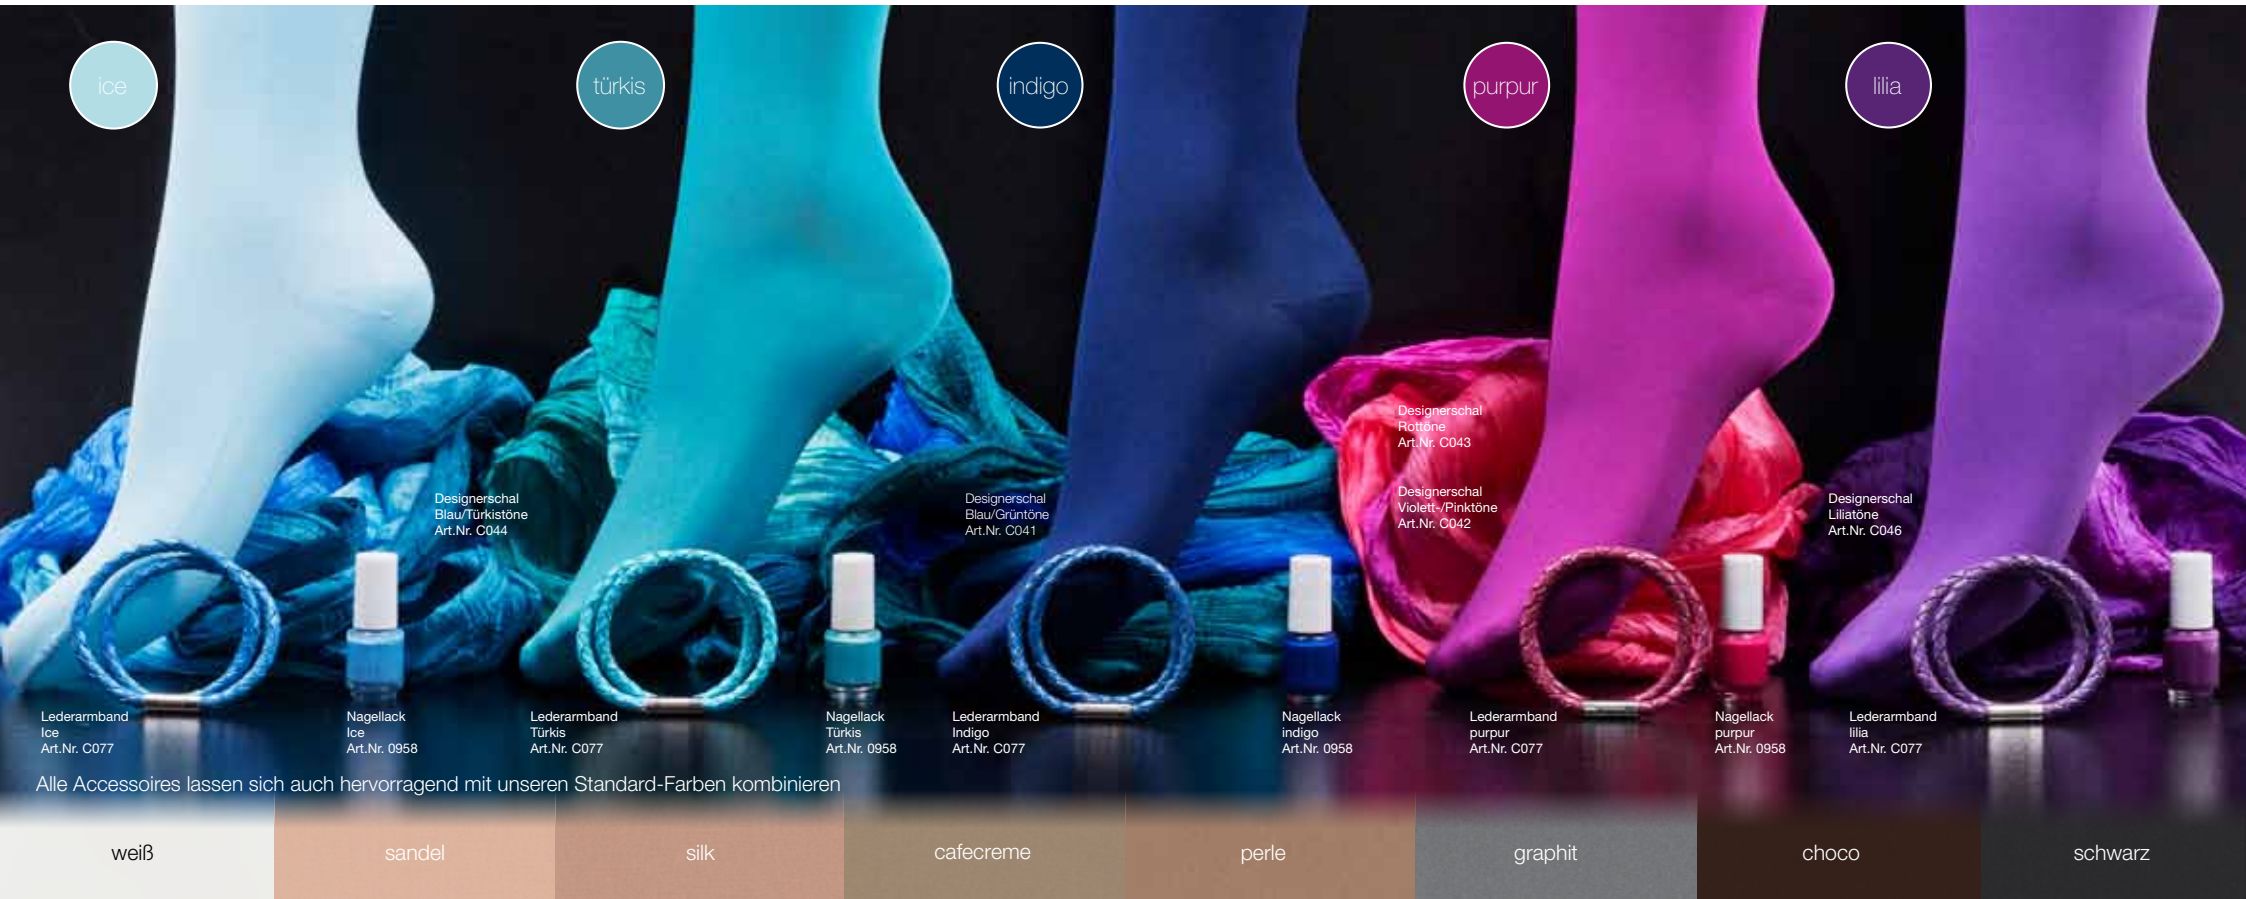 ice
türkis
indigo
purpur
lilia
Designerschal
Blau/Türkistöne
Art.Nr. C044
Designerschal
Blau/Grüntöne
Art.Nr. C041
Designerschal
Rottöne
Art.Nr. C043
Designerschal
Violett-/Pinktöne
Art.Nr. C042
Designerschal
Liliatöne
Art.Nr. C046
Lederarmband
Ice
Art.Nr. C077
Nagellack
Ice
Art.Nr. 0958
Lederarmband
Türkis
Art.Nr. C077
Nagellack
Türkis
Art.Nr. 0958
Lederarmband
Indigo
Art.Nr. C077
Nagellack
indigo
Art.Nr. 0958
Lederarmband
purpur
Art.Nr. C077
Nagellack
purpur
Art.Nr. 0958
Lederarmband
lilia
Art.Nr. C077
Alle Accessoires lassen sich auch hervorragend mit unseren Standard-Farben kombinieren
weiß
sandel
silk
cafecreme
perle
graphit
choco
schwarz